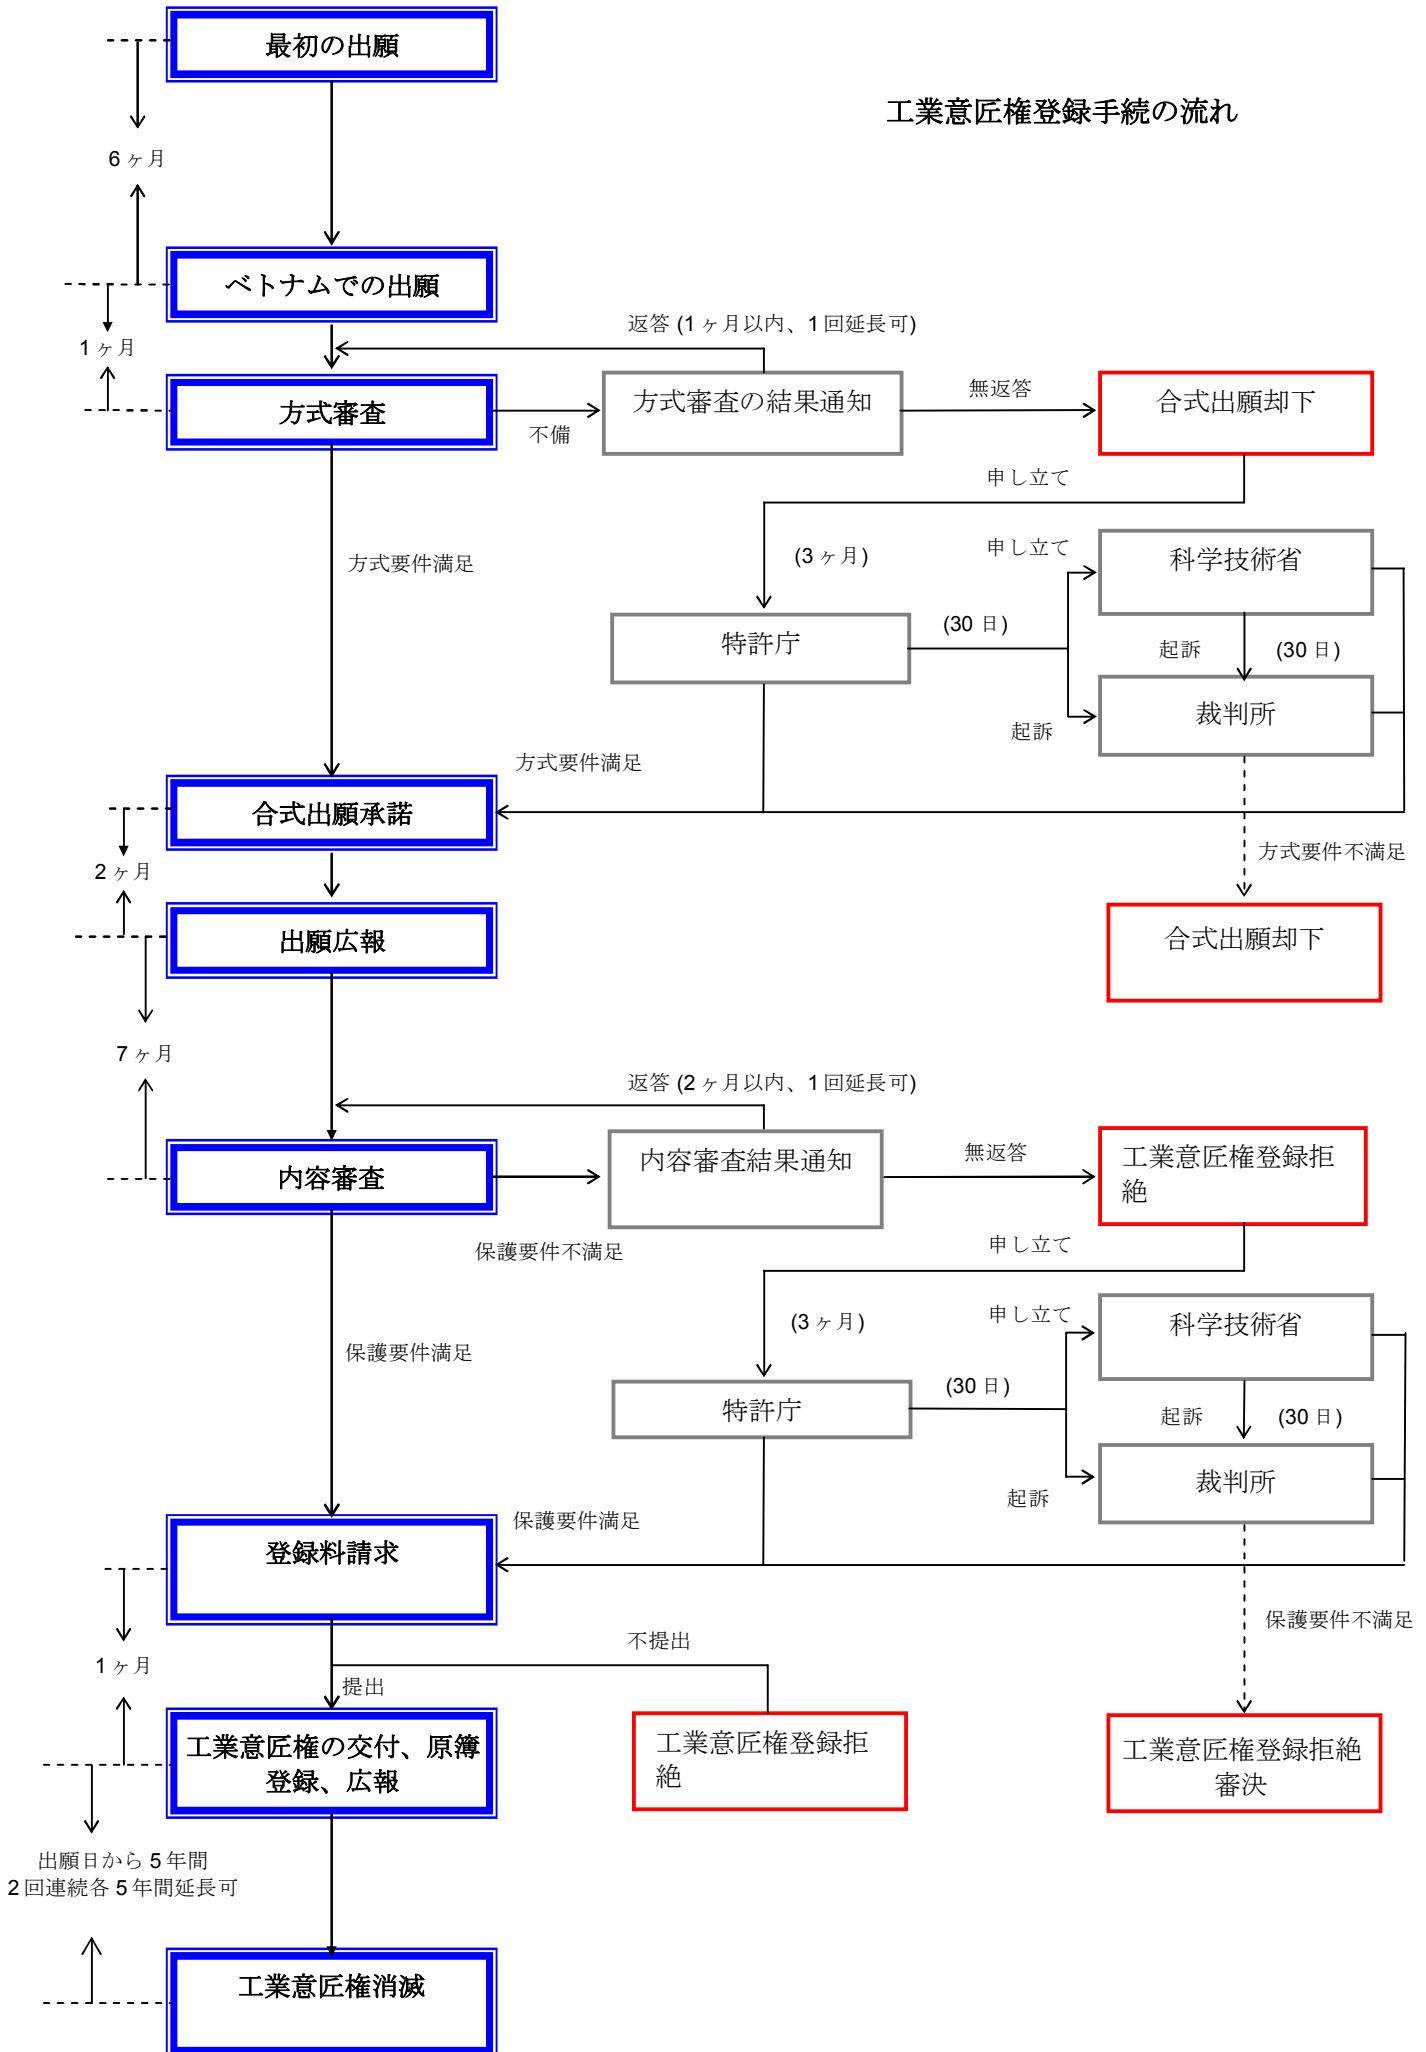 最初の出願
工業意匠権登録手続の流れ
6 ヶ月
ベトナムでの出願
返答 (1 ヶ月以内、1 回延長可)
1 ヶ月
方式審査
不備
方式審査の結果通知
無返答
合式出願却下
申し立て
(3 ヶ月)
申し立て
科学技術省
方式要件満足
特許庁
(30 日)
起訴
(30 日)
起訴
裁判所
方式要件満足
合式出願承諾
2 ヶ月
方式要件不満足
出願広報
合式出願却下
7 ヶ月
返答 (2 ヶ月以内、1 回延長可)
内容審査
内容審査結果通知
無返答
工業意匠権登録拒
絶
保護要件不満足
申し立て
(3 ヶ月)
申し立て
科学技術省
保護要件満足
特許庁
(30 日)
起訴
(30 日)
起訴
裁判所
保護要件満足
登録料請求
保護要件不満足
不提出
1 ヶ月
提出
工業意匠権の交付、原簿
登録、広報
工業意匠権登録拒
絶
工業意匠権登録拒絶
審決
出願日から 5 年間
2 回連続各 5 年間延長可
工業意匠権消滅